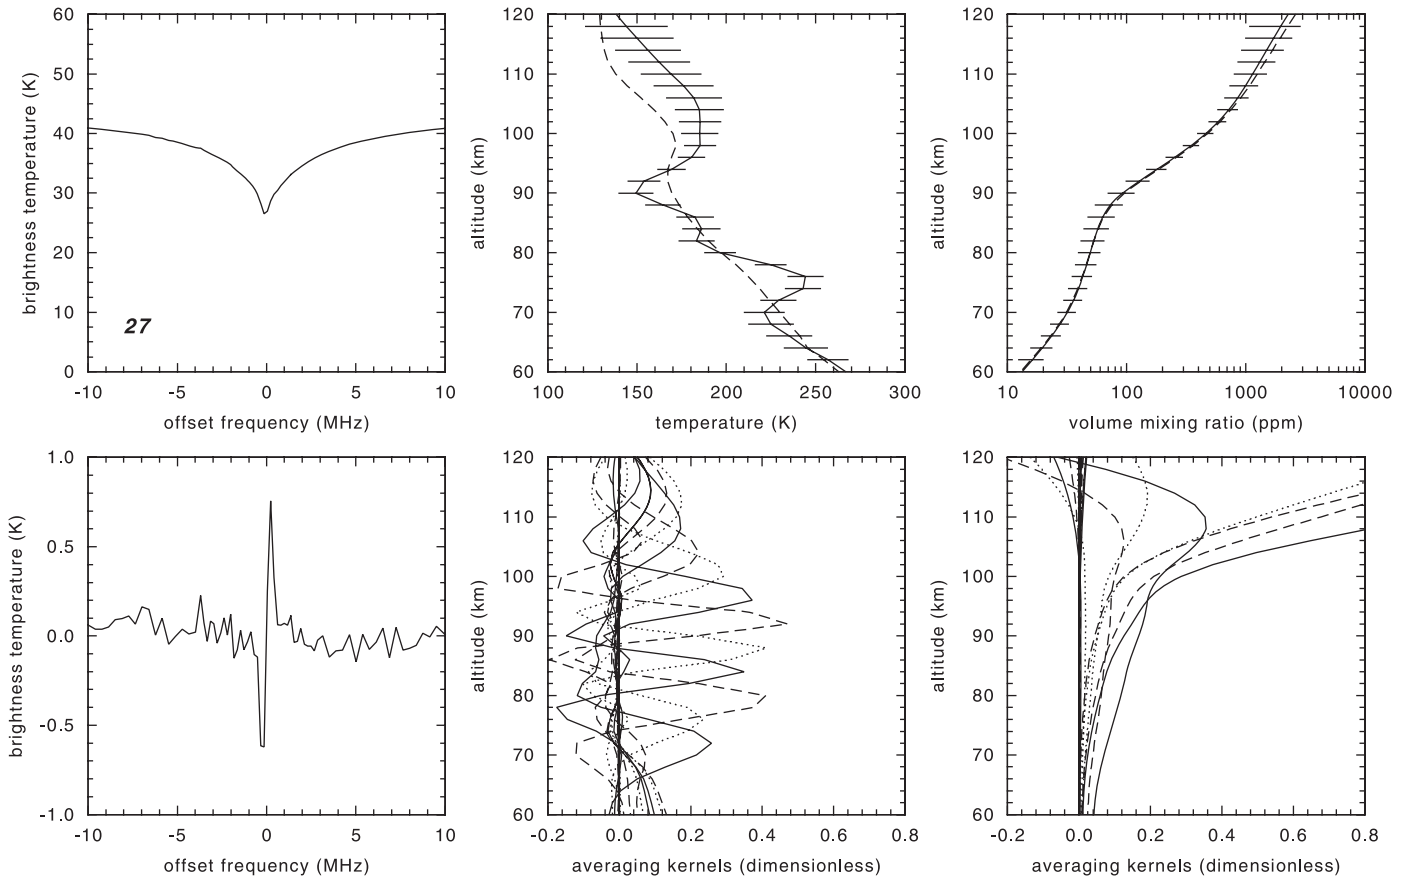 60
50
40
30
20
10
0
brightness temperature (K)
27
-10 -5 0 5 10
offset frequency (MHz)
120
110
100
90
80
70
60
altitude (km)
100 150 200 250 300
temperature (K)
120
110
100
90
80
70
60
altitude (km)
10 100 1000 10000
volume mixing ratio (ppm)
1.0
0.5
0.0
-0.5
-1.0
brightness temperature (K)
-10 -5 0 5 10
offset frequency (MHz)
120
110
100
90
80
70
60
altitude (km)
-0.2 0.0 0.2 0.4 0.6 0.8
averaging kernels (dimensionless)
120
110
100
90
80
70
60
altitude (km)
-0.2 0.0 0.2 0.4 0.6 0.8
averaging kernels (dimensionless)